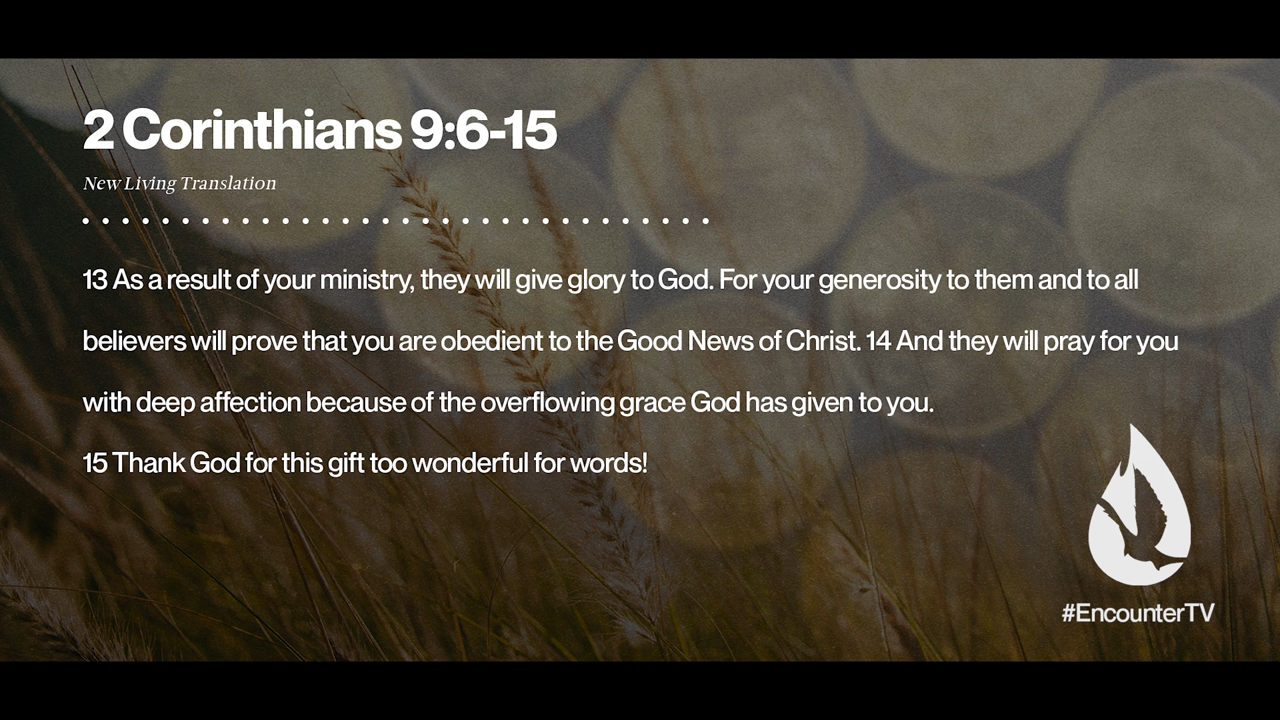 2 Corinthians 9:6-15
New Living Translation
13 As a result of your ministry, they will give glory to God. For your generosity to them and to all
believers will prove that you are obedient to the Good News of Christ. 14 And they will pray for you
with deep affection because of the overflowing grace God has given to you.
15 Thank God for this gift too wonderful for words!
#EncounterTV